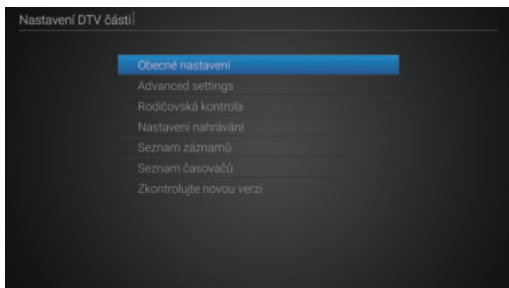 Nastavení DTV části
Obecné nastavení
Advanced settings
Rodičovská kontrola
Nastavení nahrávání
Seznam záznamů
Seznam časovačů
Zkontrolujte novou verzi